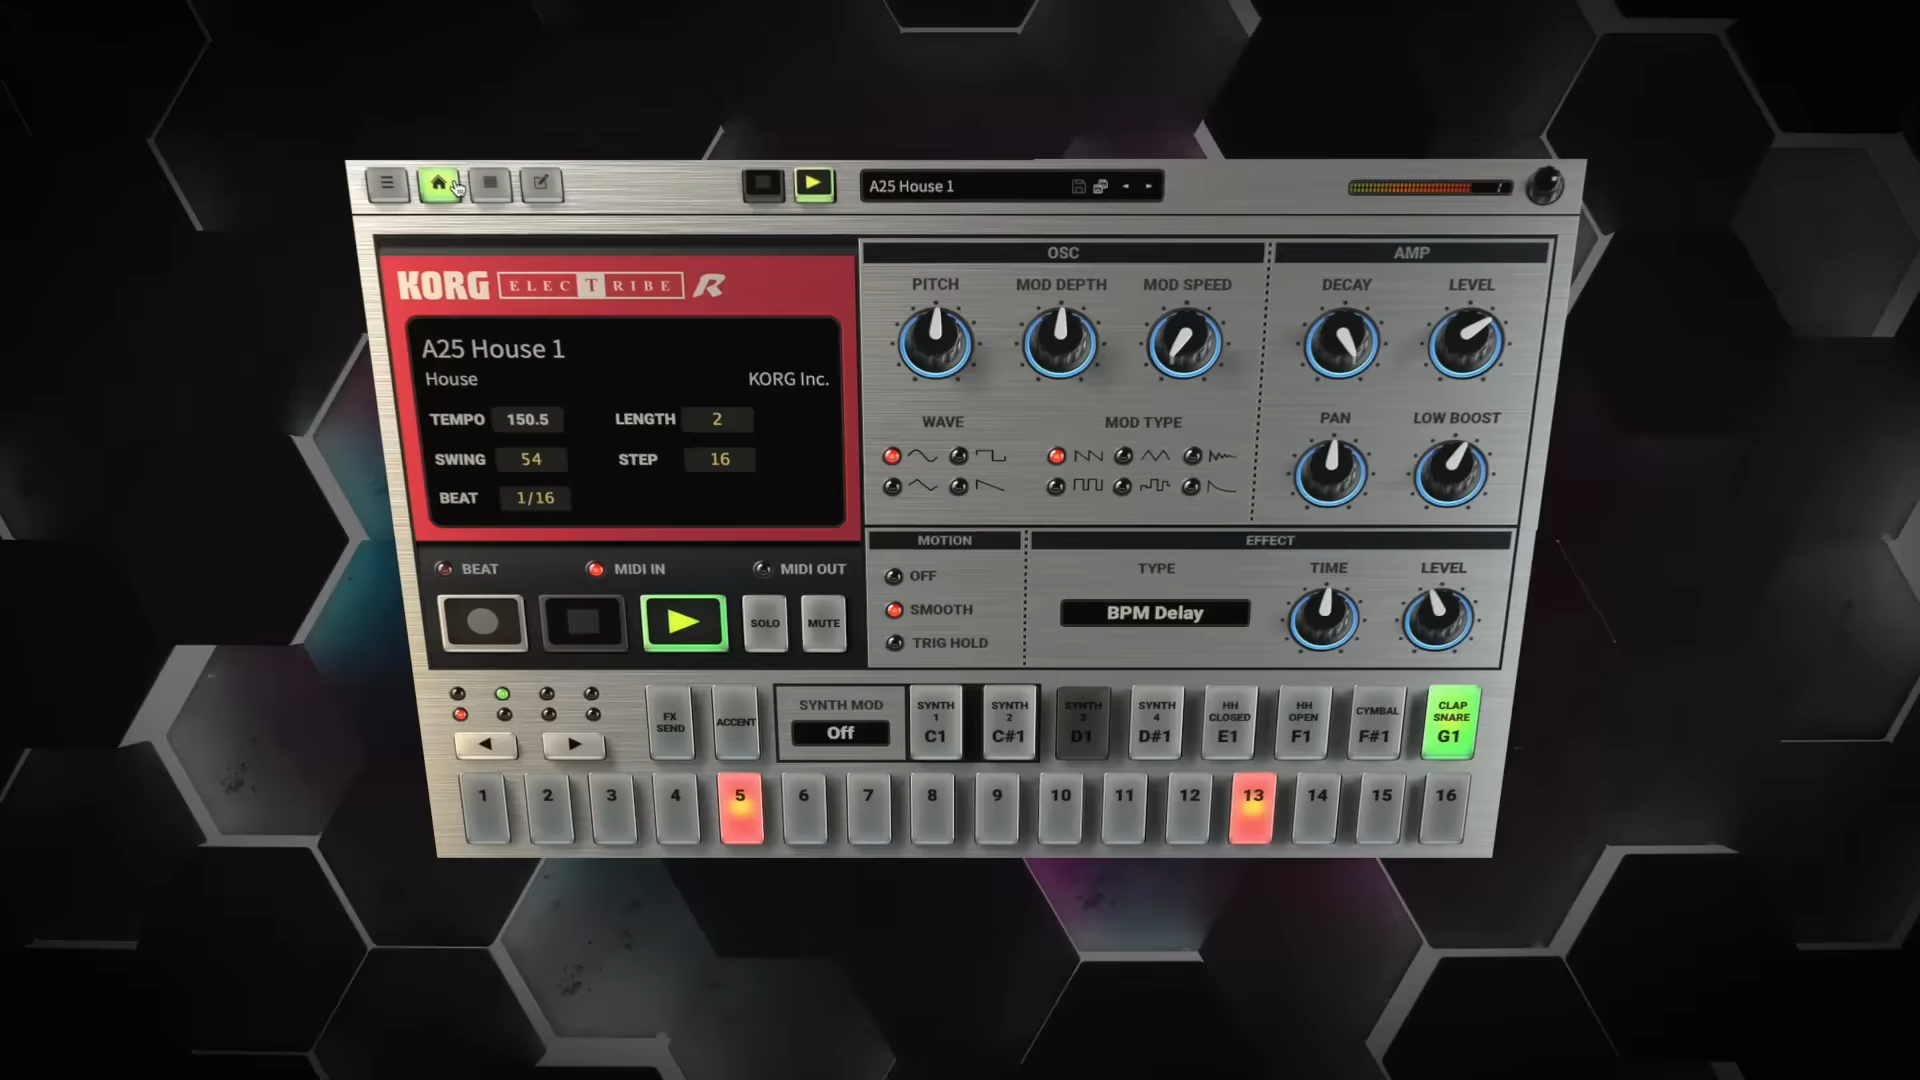 A25 House 1
KORG ELECTRIBE R
A25 House 1
House KORG Inc.
TEMPO 150.5 LENGTH 2
SWING 54 STEP 16
BEAT 1/16
BEAT MIDI IN MIDI OUT
SOLO MUTE
OSC
PITCH MOD DEPTH MOD SPEED
WAVE MOD TYPE
AMP
DECAY LEVEL
PAN LOW BOOST
MOTION
OFF
SMOOTH
TRIG HOLD
EFFECT
TYPE TIME LEVEL
BPM Delay
FX SEND
ACCENT
SYNTH MOD
Off
SYNTH 1 C1
SYNTH 2 C#1
SYNTH 3 D1
SYNTH 4 D#1
HH CLOSED E1
HH OPEN F1
CYMBAL F#1
CLAP SNARE G1
1 2 3 4 5 6 7 8 9 10 11 12 13 14 15 16